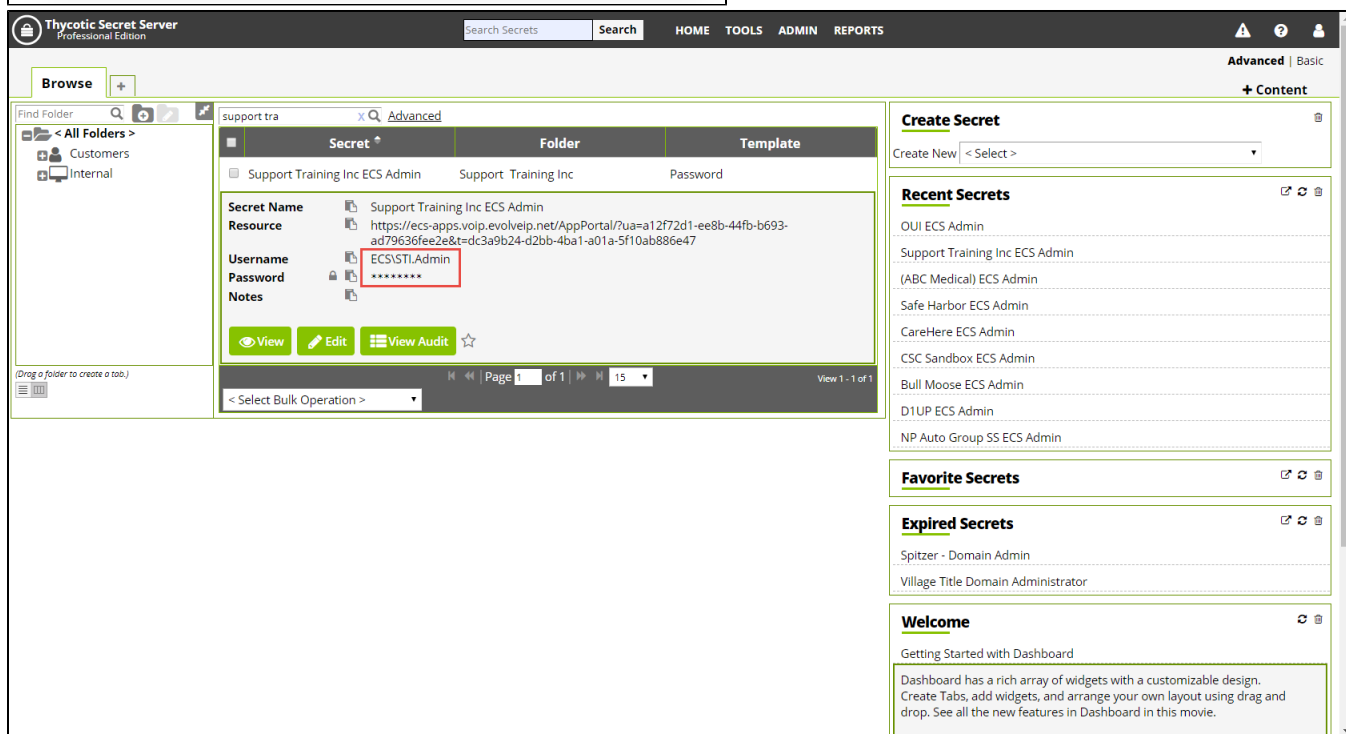 Thycotic Secret Server
Professional Edition
Search Secrets Search HOME TOOLS ADMIN REPORTS
Advanced | Basic
Browse +
+ Content
Find Folder
< All Folders >
Customers
Internal
(Drag a folder to create a tab.)
support tra x Advanced
Secret Folder Template
Support Training Inc ECS Admin Support Training Inc Password
Secret Name Support Training Inc ECS Admin
Resource https://ecs-apps.voip.evolveip.net/AppPortal/?ua=a12f72d1-ee8b-44fb-b693-
ad79636fee2e&t=dc3a9b24-d2bb-4ba1-a01a-5f10ab886e47
Username ECS\STI.Admin
Password ********
Notes
View Edit View Audit
Page 1 of 1 15 View 1 - 1 of 1
< Select Bulk Operation >
Create Secret
Create New < Select >
Recent Secrets
OUI ECS Admin
Support Training Inc ECS Admin
(ABC Medical) ECS Admin
Safe Harbor ECS Admin
CareHere ECS Admin
CSC Sandbox ECS Admin
Bull Moose ECS Admin
D1UP ECS Admin
NP Auto Group SS ECS Admin
Favorite Secrets
Expired Secrets
Spitzer - Domain Admin
Village Title Domain Administrator
Welcome
Getting Started with Dashboard
Dashboard has a rich array of widgets with a customizable design.
Create Tabs, add widgets, and arrange your own layout using drag and
drop. See all the new features in Dashboard in this movie.